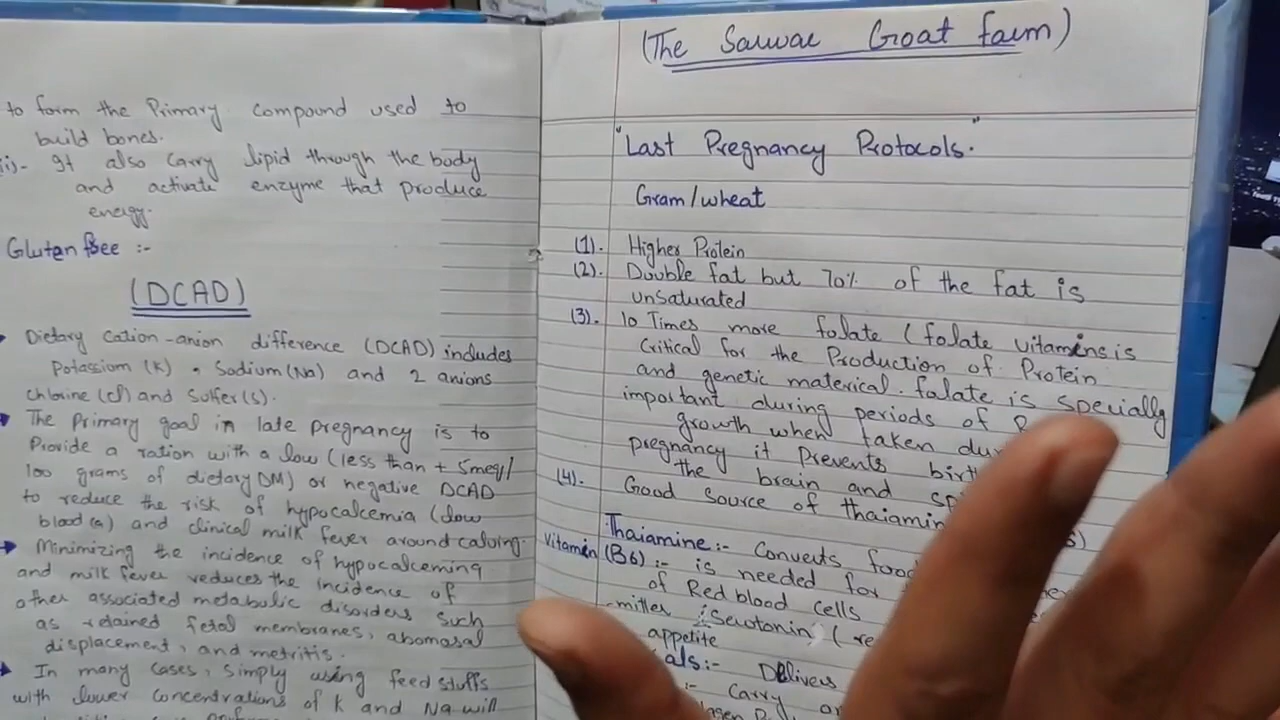 to form the Primary compound used to
build bones.
ii)- It also carry lipid through the body
and activate enzyme that produce
energy.
Gluten free :-
(DCAD)
Dietary Cation-anion difference (DCAD) includes
Potassium (K) , Sodium (Na) and 2 anions
Chlorine (cl) and Sulfer (s).
The Primary goal in late pregnancy is to
Provide a ration with a low (less than + 5meq/
100 grams of dietary DM) or negative DCAD
to reduce the risk of hypocalcemia (low
blood and clinical milk fever around calving.
Minimizing the incidence of hypocalceming
and milk fever reduces the incidence of
other associated metabolic disorders such
as retained fetal membranes, abomasal
displacement, and metritis.
In many cases, simply using feed stuffs
with lower concentrations of K and Na will
(The Sarwar Goat farm)
"Last Pregnancy Protocols."
Gram/wheat
(1). Higher Protein
(2). Double fat but 70% of the fat is
unsaturated
(3). 10 Times more folate (folate vitamins is
Critical for the Production of Protein
and genetic materical. folate is specially
important during periods of
growth when taken
pregnancy it prevents
the brain and
(4). Good Source of
Thaiamine:- Converts
Vitamin (B6) :- is needed for
of Red blood cells
-mitter Seretonin
appetite
als:- Delivers
:- Carry